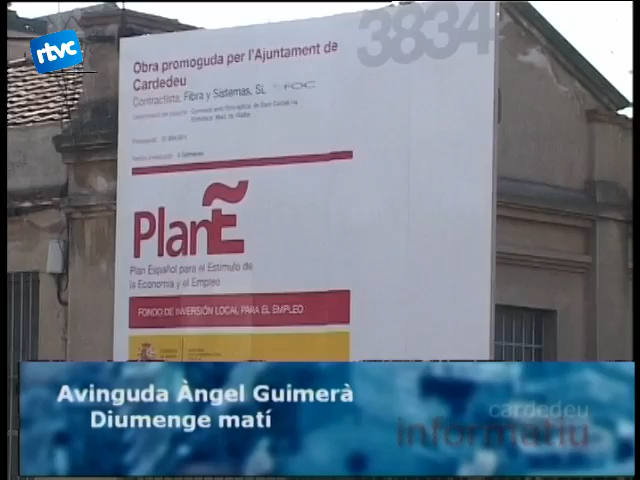 rtvc
3834
Obra promoguda per l'Ajuntament de
Cardedeu
Contractista: Fibra y Sistemas, SL
Plan E
Plan Español para el Estímulo de
la Economía y el Empleo
FONDO DE INVERSIÓN LOCAL PARA EL EMPLEO
Avinguda Àngel Guimerà
Diumenge matí
cardedeu
informatiu